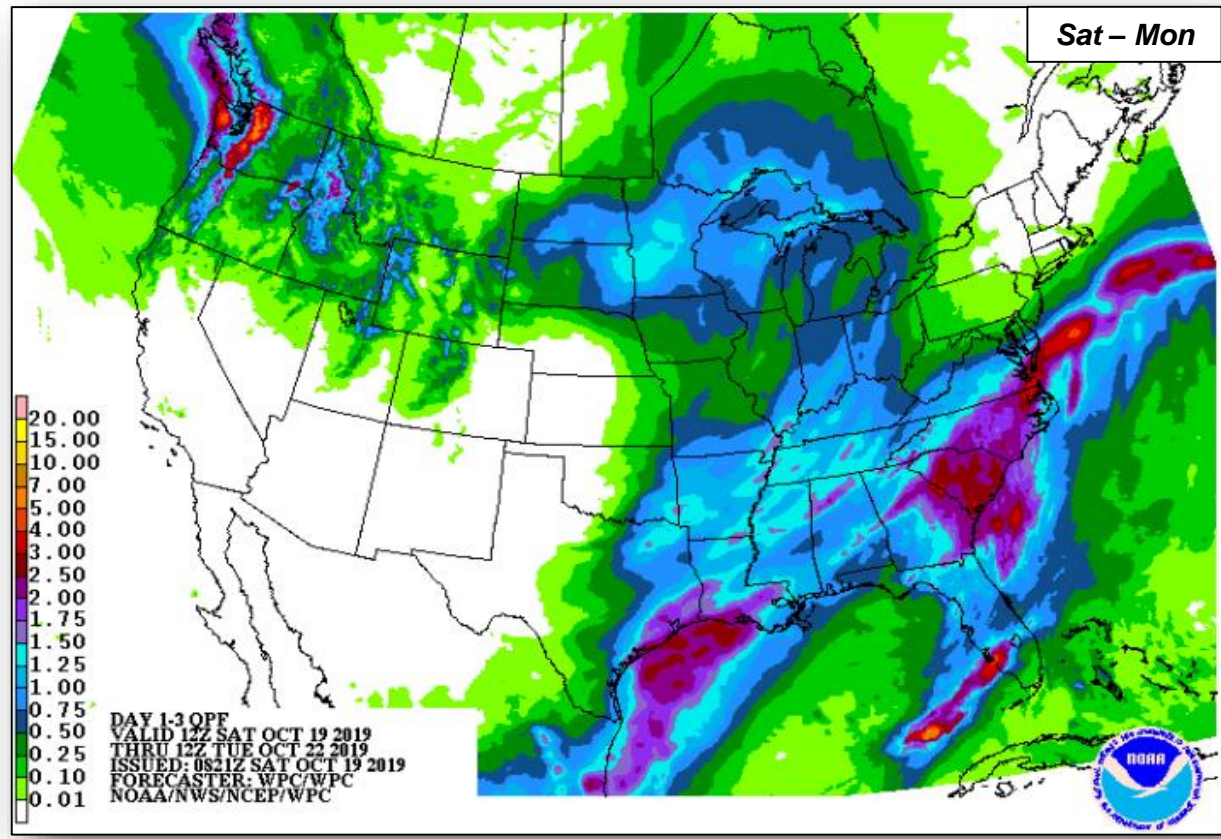 Sat – Mon
20.00
15.00
10.00
7.00
5.00
4.00
3.00
2.50
2.00
1.75
1.50
1.25
1.00
0.75
0.50
0.25
0.10
0.01
DAY 1-3 QPF
VALID 12Z SAT OCT 19 2019
THRU 12Z TUE OCT 22 2019
ISSUED: 0821Z SAT OCT 19 2019
FORECASTER: WPC/WPC
NOAA/NWS/NCEP/WPC
NOAA